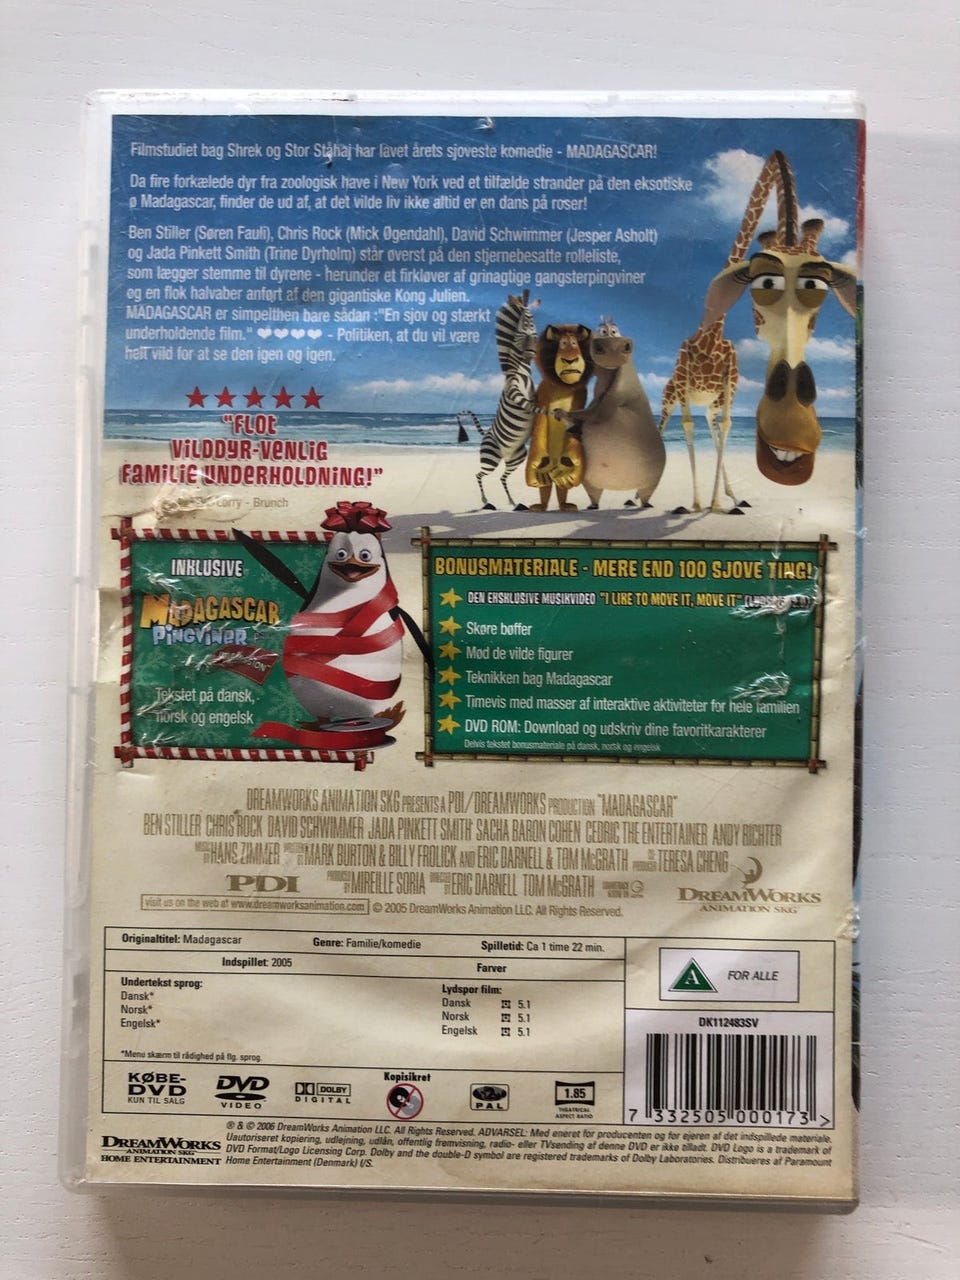 Filmstudiet bag Shrek og Stor Ståhaj har lavet årets sjoveste komedie - MADAGASCAR!
Da fire forkælede dyr fra zoologisk have i New York ved et tilfælde strander på den eksotiske
ø Madagascar, finder de ud af, at det vilde liv ikke altid er en dans på roser!
Ben Stiller (Søren Fauli), Chris Rock (Mick Øgendahl), David Schwimmer (Jesper Asholt)
og Jada Pinkett Smith (Trine Dyrholm) står øverst på den stjernebesatte rolleliste,
som lægger stemme til dyrene - herunder et firkløver af grinagtige gangsterpingviner
og en flok halvaber anført af den gigantiske Kong Julien.
MADAGASCAR er simpelthen bare sådan :"En sjov og stærkt
underholdende film." ❤❤❤❤ - Politiken, at du vil være
helt vild for at se den igen og igen.
★★★★★
"FLOT
VILDDYR-VENLIG
FAMILIE UNDERHOLDNING!"
Lorry - Brunch
INKLUSIVE
MADAGASCAR
PINGVINER
Tekstet på dansk,
norsk og engelsk
BONUSMATERIALE - MERE END 100 SJOVE TING!
DEN EKSKLUSIVE MUSIKVIDEO "I LIKE TO MOVE IT, MOVE IT"
Skøre bøffer
Mød de vilde figurer
Teknikken bag Madagascar
Timevis med masser af interaktive aktiviteter for hele familien
DVD ROM: Download og udskriv dine favoritkarakterer
Delvis tekstet bonusmateriale på dansk, norsk og engelsk
DREAMWORKS ANIMATION SKG PRESENTS A PDI/DREAMWORKS PRODUCTION "MADAGASCAR"
BEN STILLER CHRIS ROCK DAVID SCHWIMMER JADA PINKETT SMITH SACHA BARON COHEN CEDRIC THE ENTERTAINER ANDY RICHTER
MUSIC BY HANS ZIMMER WRITTEN BY MARK BURTON & BILLY FROLICK AND ERIC DARNELL & TOM McGRATH CO-PRODUCER TERESA CHENG
PDI PRODUCED BY MIREILLE SORIA DIRECTED BY ERIC DARNELL TOM McGRATH
DREAMWORKS
ANIMATION SKG
visit us on the web at www.dreamworksanimation.com © 2005 DreamWorks Animation LLC. All Rights Reserved.
Originaltitel: Madagascar Genre: Familie/komedie Spilletid: Ca 1 time 22 min.
Indspillet: 2005 Farver
Undertekst sprog:
Dansk*
Norsk*
Engelsk*
*Menu skærm til rådighed på flg. sprog.
Lydspor film:
Dansk 5.1
Norsk 5.1
Engelsk 5.1
A FOR ALLE
DK112483SV
7 332505 000173 >
KØBE-
DVD
KUN TIL SALG
DVD
VIDEO
DOLBY
DIGITAL
Kopisikret
2
PAL
1.85
THEATRICAL
ASPECT RATIO
DREAMWORKS
ANIMATION SKG
HOME ENTERTAINMENT
® & © 2006 DreamWorks Animation LLC. All Rights Reserved. ADVARSEL: Med eneret for producenten og for ejeren af det indspillede materiale.
Uautoriseret kopiering, udlejning, udlån, offentlig fremvisning, radio- eller TVsending af denne DVD er ikke tilladt. DVD Logo is a trademark of
DVD Format/Logo Licensing Corp. Dolby and the double-D symbol are registered trademarks of Dolby Laboratories. Distribueres af Paramount
Home Entertainment (Denmark) I/S.